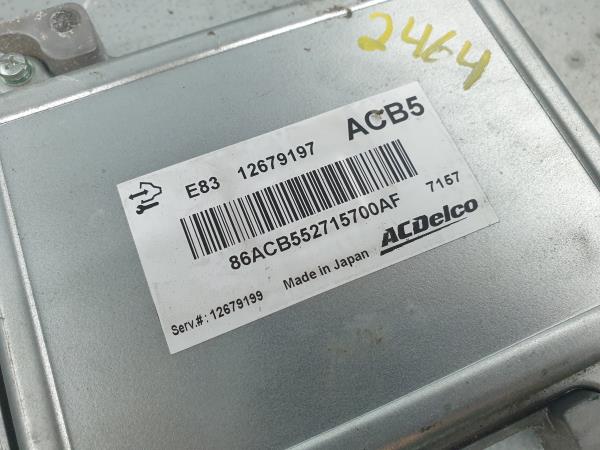 2464
ACB5
E83 12679197
86ACB552715700AF 7157
ACDelco
Made in Japan
Serv.#: 12679199